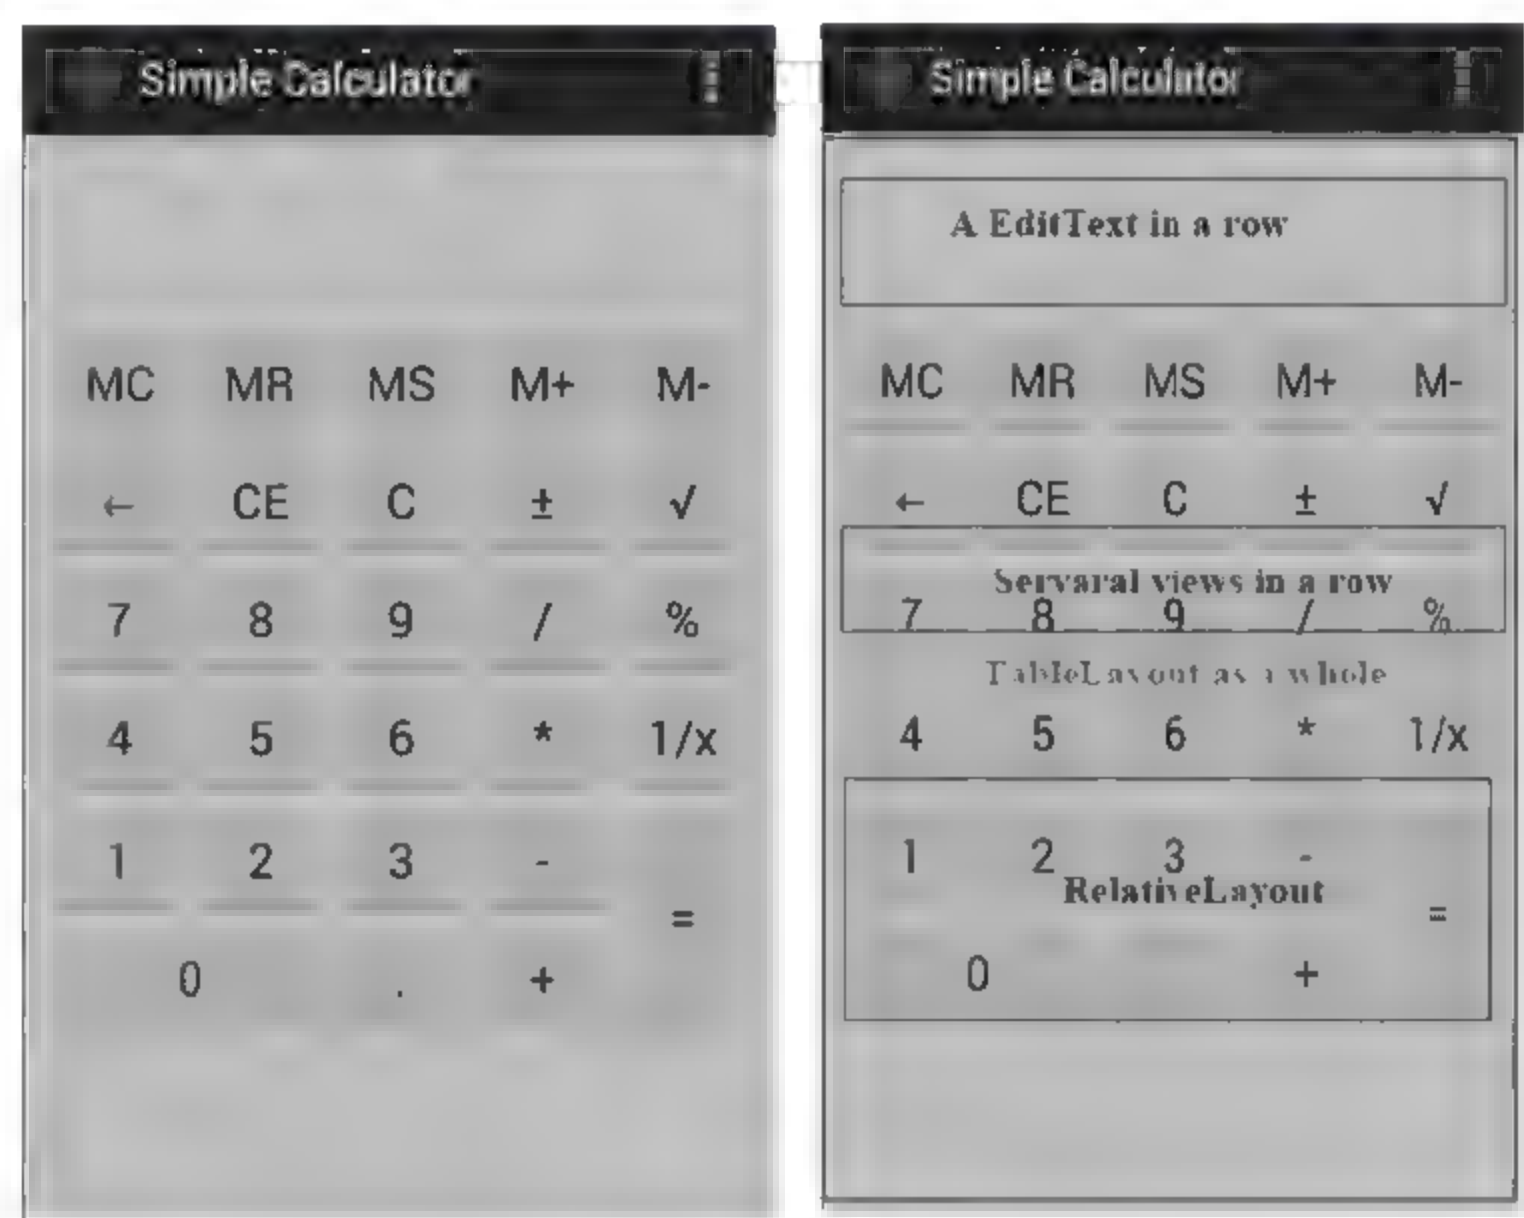 Simple Calculator
MC MR MS M+ M-
← CE C ± √
7 8 9 / %
4 5 6 * 1/x
1 2 3 -
=
0 . +
Simple Calculator
A EditText in a row
MC MR MS M+ M-
← CE C ± √
Servaral views in a row
7 8 9 / %
TableLayout as a whole
4 5 6 * 1/x
1 2 3 -
RelativeLayout
=
0 +